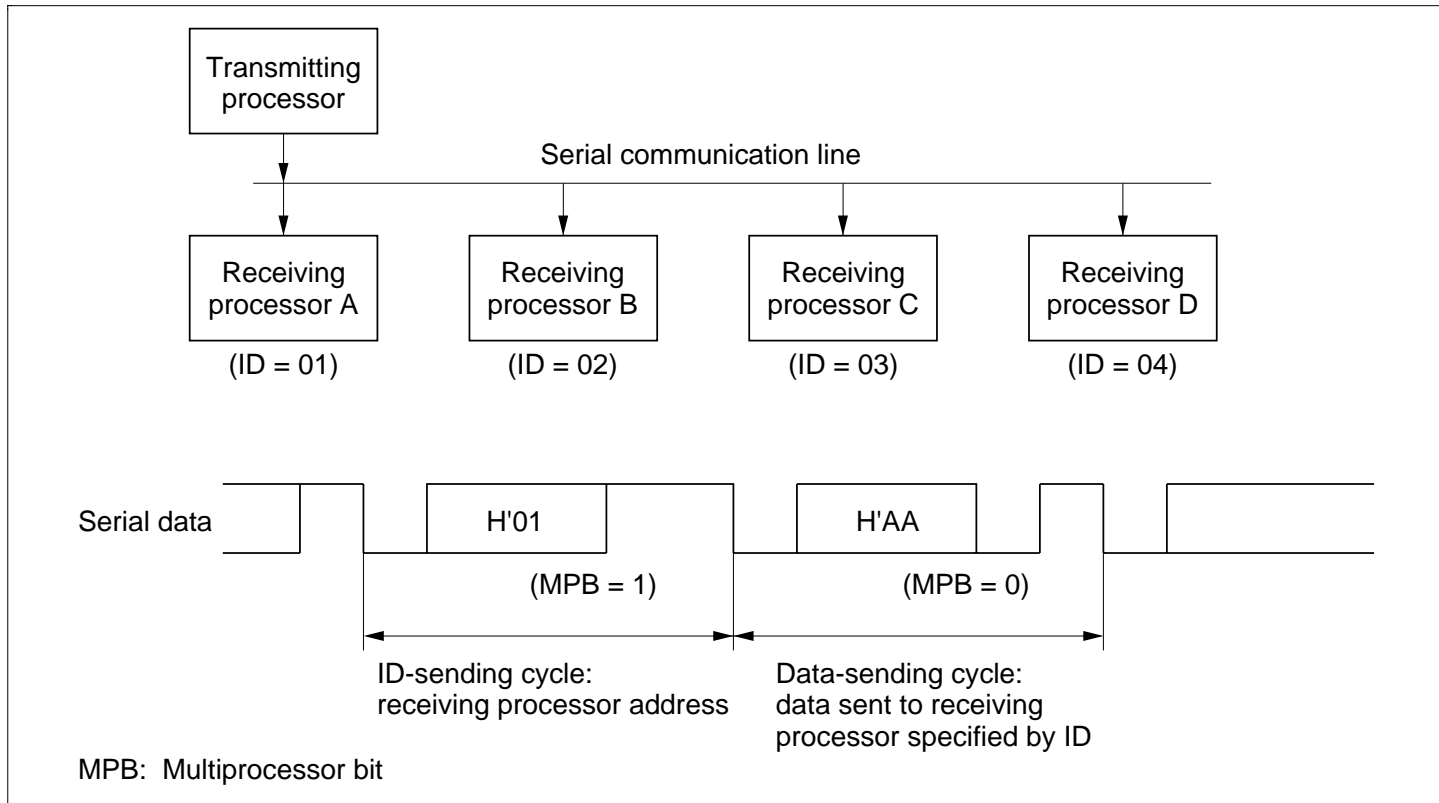 Transmitting
processor
Serial communication line
Receiving
processor A
Receiving
processor B
Receiving
processor C
Receiving
processor D
(ID = 01)
(ID = 02)
(ID = 03)
(ID = 04)
Serial data
H'01
H'AA
(MPB = 1)
(MPB = 0)
ID-sending cycle:
receiving processor address
Data-sending cycle:
data sent to receiving
processor specified by ID
MPB: Multiprocessor bit